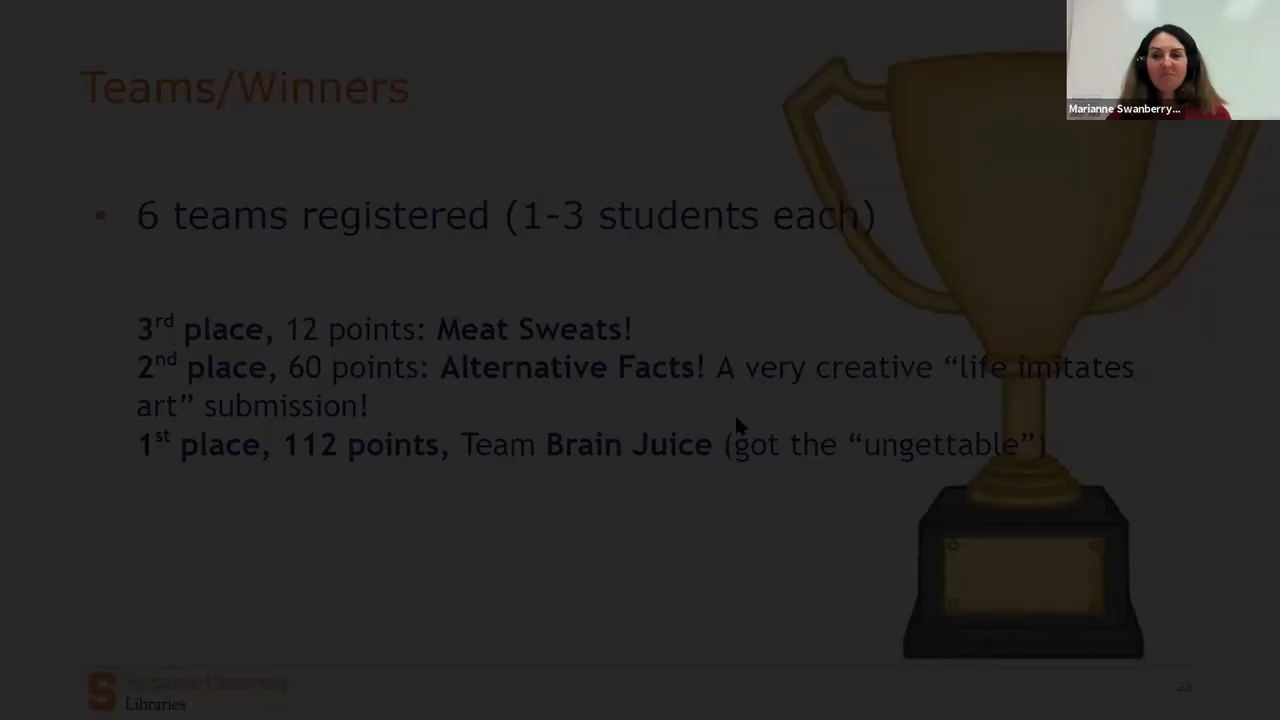 Marianne Swanberry...
Teams/Winners
• 6 teams registered (1-3 students each)
3rd place, 12 points: Meat Sweats!
2nd place, 60 points: Alternative Facts! A very creative “life imitates
art” submission!
1st place, 112 points, Team Brain Juice (got the “ungettable”)
S Syracuse University
Libraries
23